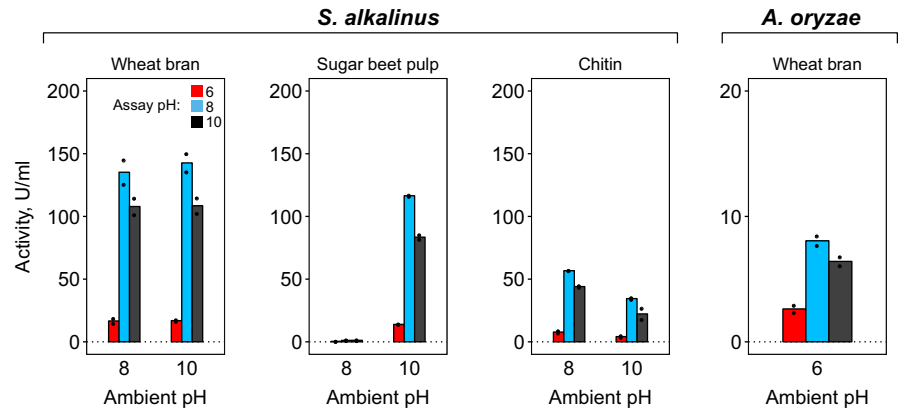 S. alkalinus
A. oryzae
Wheat bran
Sugar beet pulp
Chitin
Wheat bran
Activity, U/ml
200
150
100
50
0
Assay pH:
6
8
10
8 10
Ambient pH
200
150
100
50
0
8 10
Ambient pH
200
150
100
50
0
8 10
Ambient pH
20
10
0
6
Ambient pH